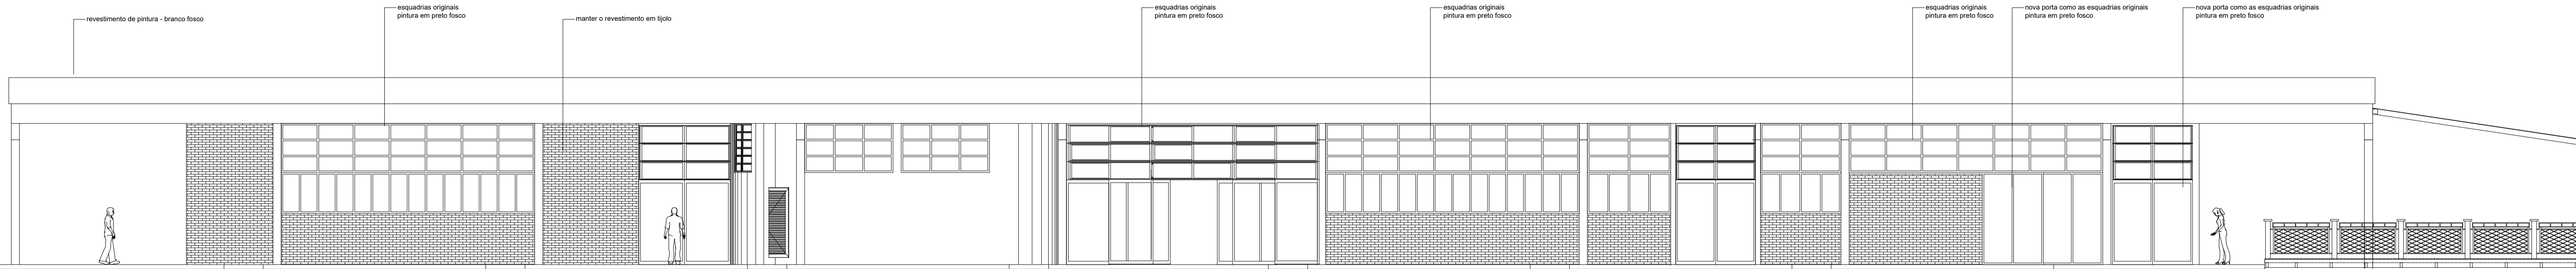 revestimento de pintura - branco fosco
esquadrias originais
pintura em preto fosco
manter o revestimento em tijolo
esquadrias originais
pintura em preto fosco
esquadrias originais
pintura em preto fosco
esquadrias originais
pintura em preto fosco
nova porta como as esquadrias originais
pintura em preto fosco
nova porta como as esquadrias originais
pintura em preto fosco